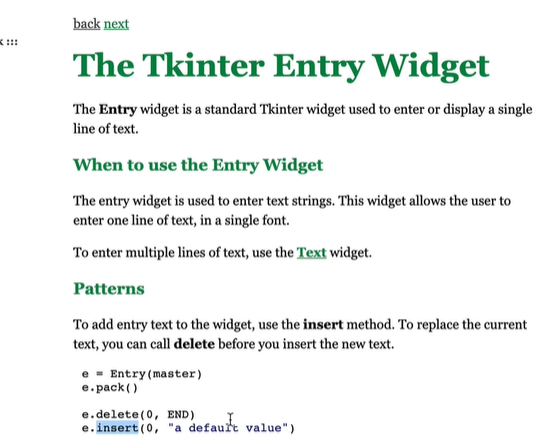 back next
k :::
The Tkinter Entry Widget
The Entry widget is a standard Tkinter widget used to enter or display a single
line of text.
When to use the Entry Widget
The entry widget is used to enter text strings. This widget allows the user to
enter one line of text, in a single font.
To enter multiple lines of text, use the Text widget.
Patterns
To add entry text to the widget, use the insert method. To replace the current
text, you can call delete before you insert the new text.
e = Entry(master)
e.pack()
e.delete(0, END)
e.insert(0, "a default value")